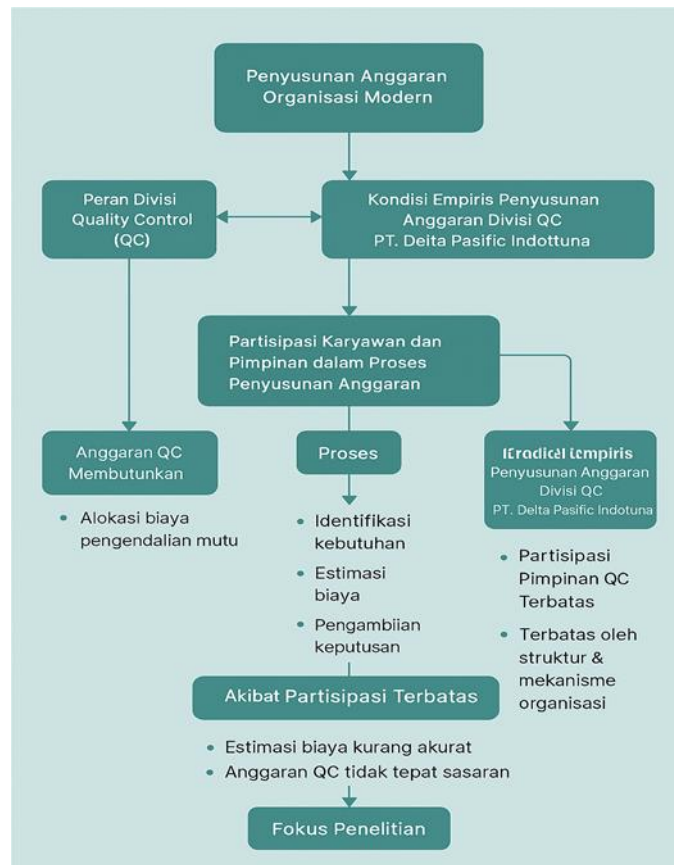 Penyusunan Anggaran
Organisasi Modern
Peran Divisi
Quality Control
(QC)
Kondisi Empiris Penyusunan
Anggaran Divisi QC
PT. Deita Pasific Indottuna
Partisipasi Karyawan dan
Pimpinan dalam Proses
Penyusunan Anggaran
Anggaran QC
Membutunkan
• Alokasi biaya
pengendalian mutu
Proses
• Identifikasi
kebutuhan
• Estimasi
biaya
• Pengambiian
keputusan
Penyusunan Anggaran
Divisi QC
PT. Delta Pasific Indotuna
• Partisipasi
Pimpinan QC
Terbatas
• Terbatas oleh
struktur &
mekanisme
organisasi
Akibat Partisipasi Terbatas
• Estimasi biaya kurang akurat
• Anggaran QC tidak tepat sasaran
Fokus Penelitian